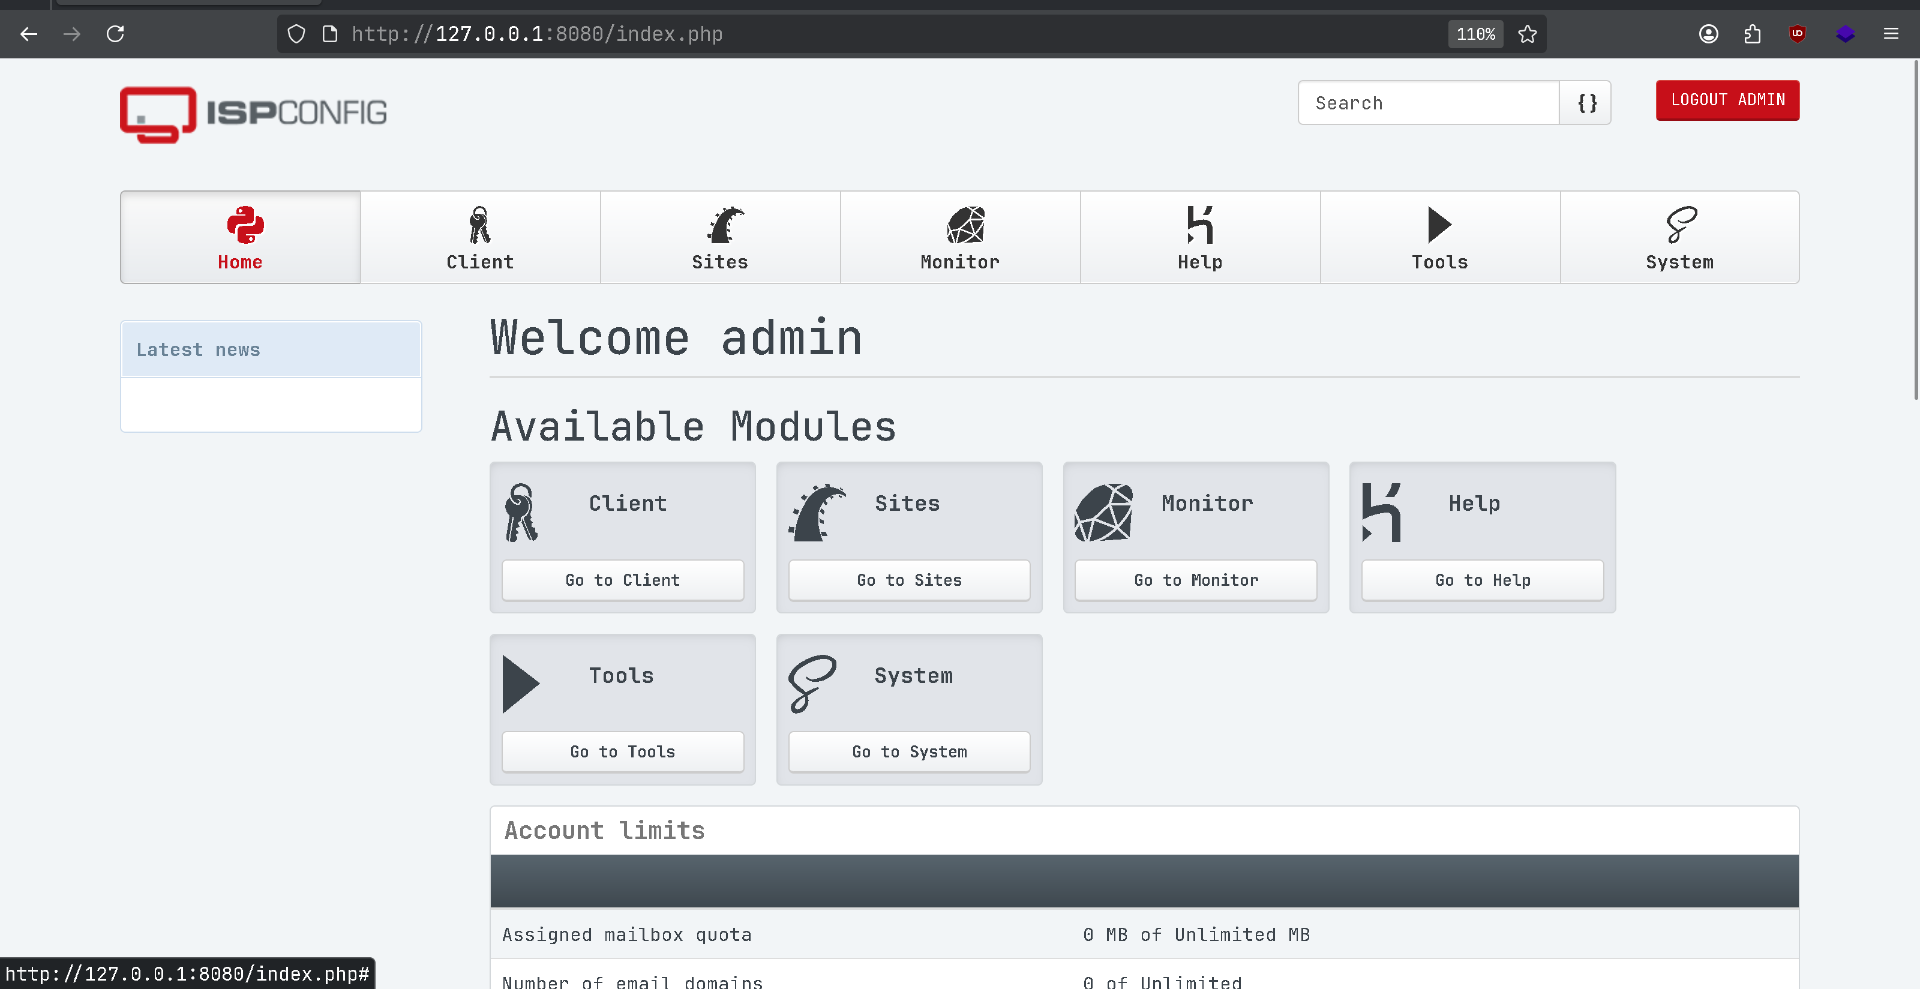 http://127.0.0.1:8080/index.php
110%
ISPCONFIG
Search
{}
LOGOUT ADMIN
Home
Client
Sites
Monitor
Help
Tools
System
Latest news
Welcome admin
Available Modules
Client
Sites
Monitor
Help
Go to Client
Go to Sites
Go to Monitor
Go to Help
Tools
System
Go to Tools
Go to System
Account limits
Assigned mailbox quota 0 MB of Unlimited MB
Number of email domains 0 of Unlimited
http://127.0.0.1:8080/index.php#